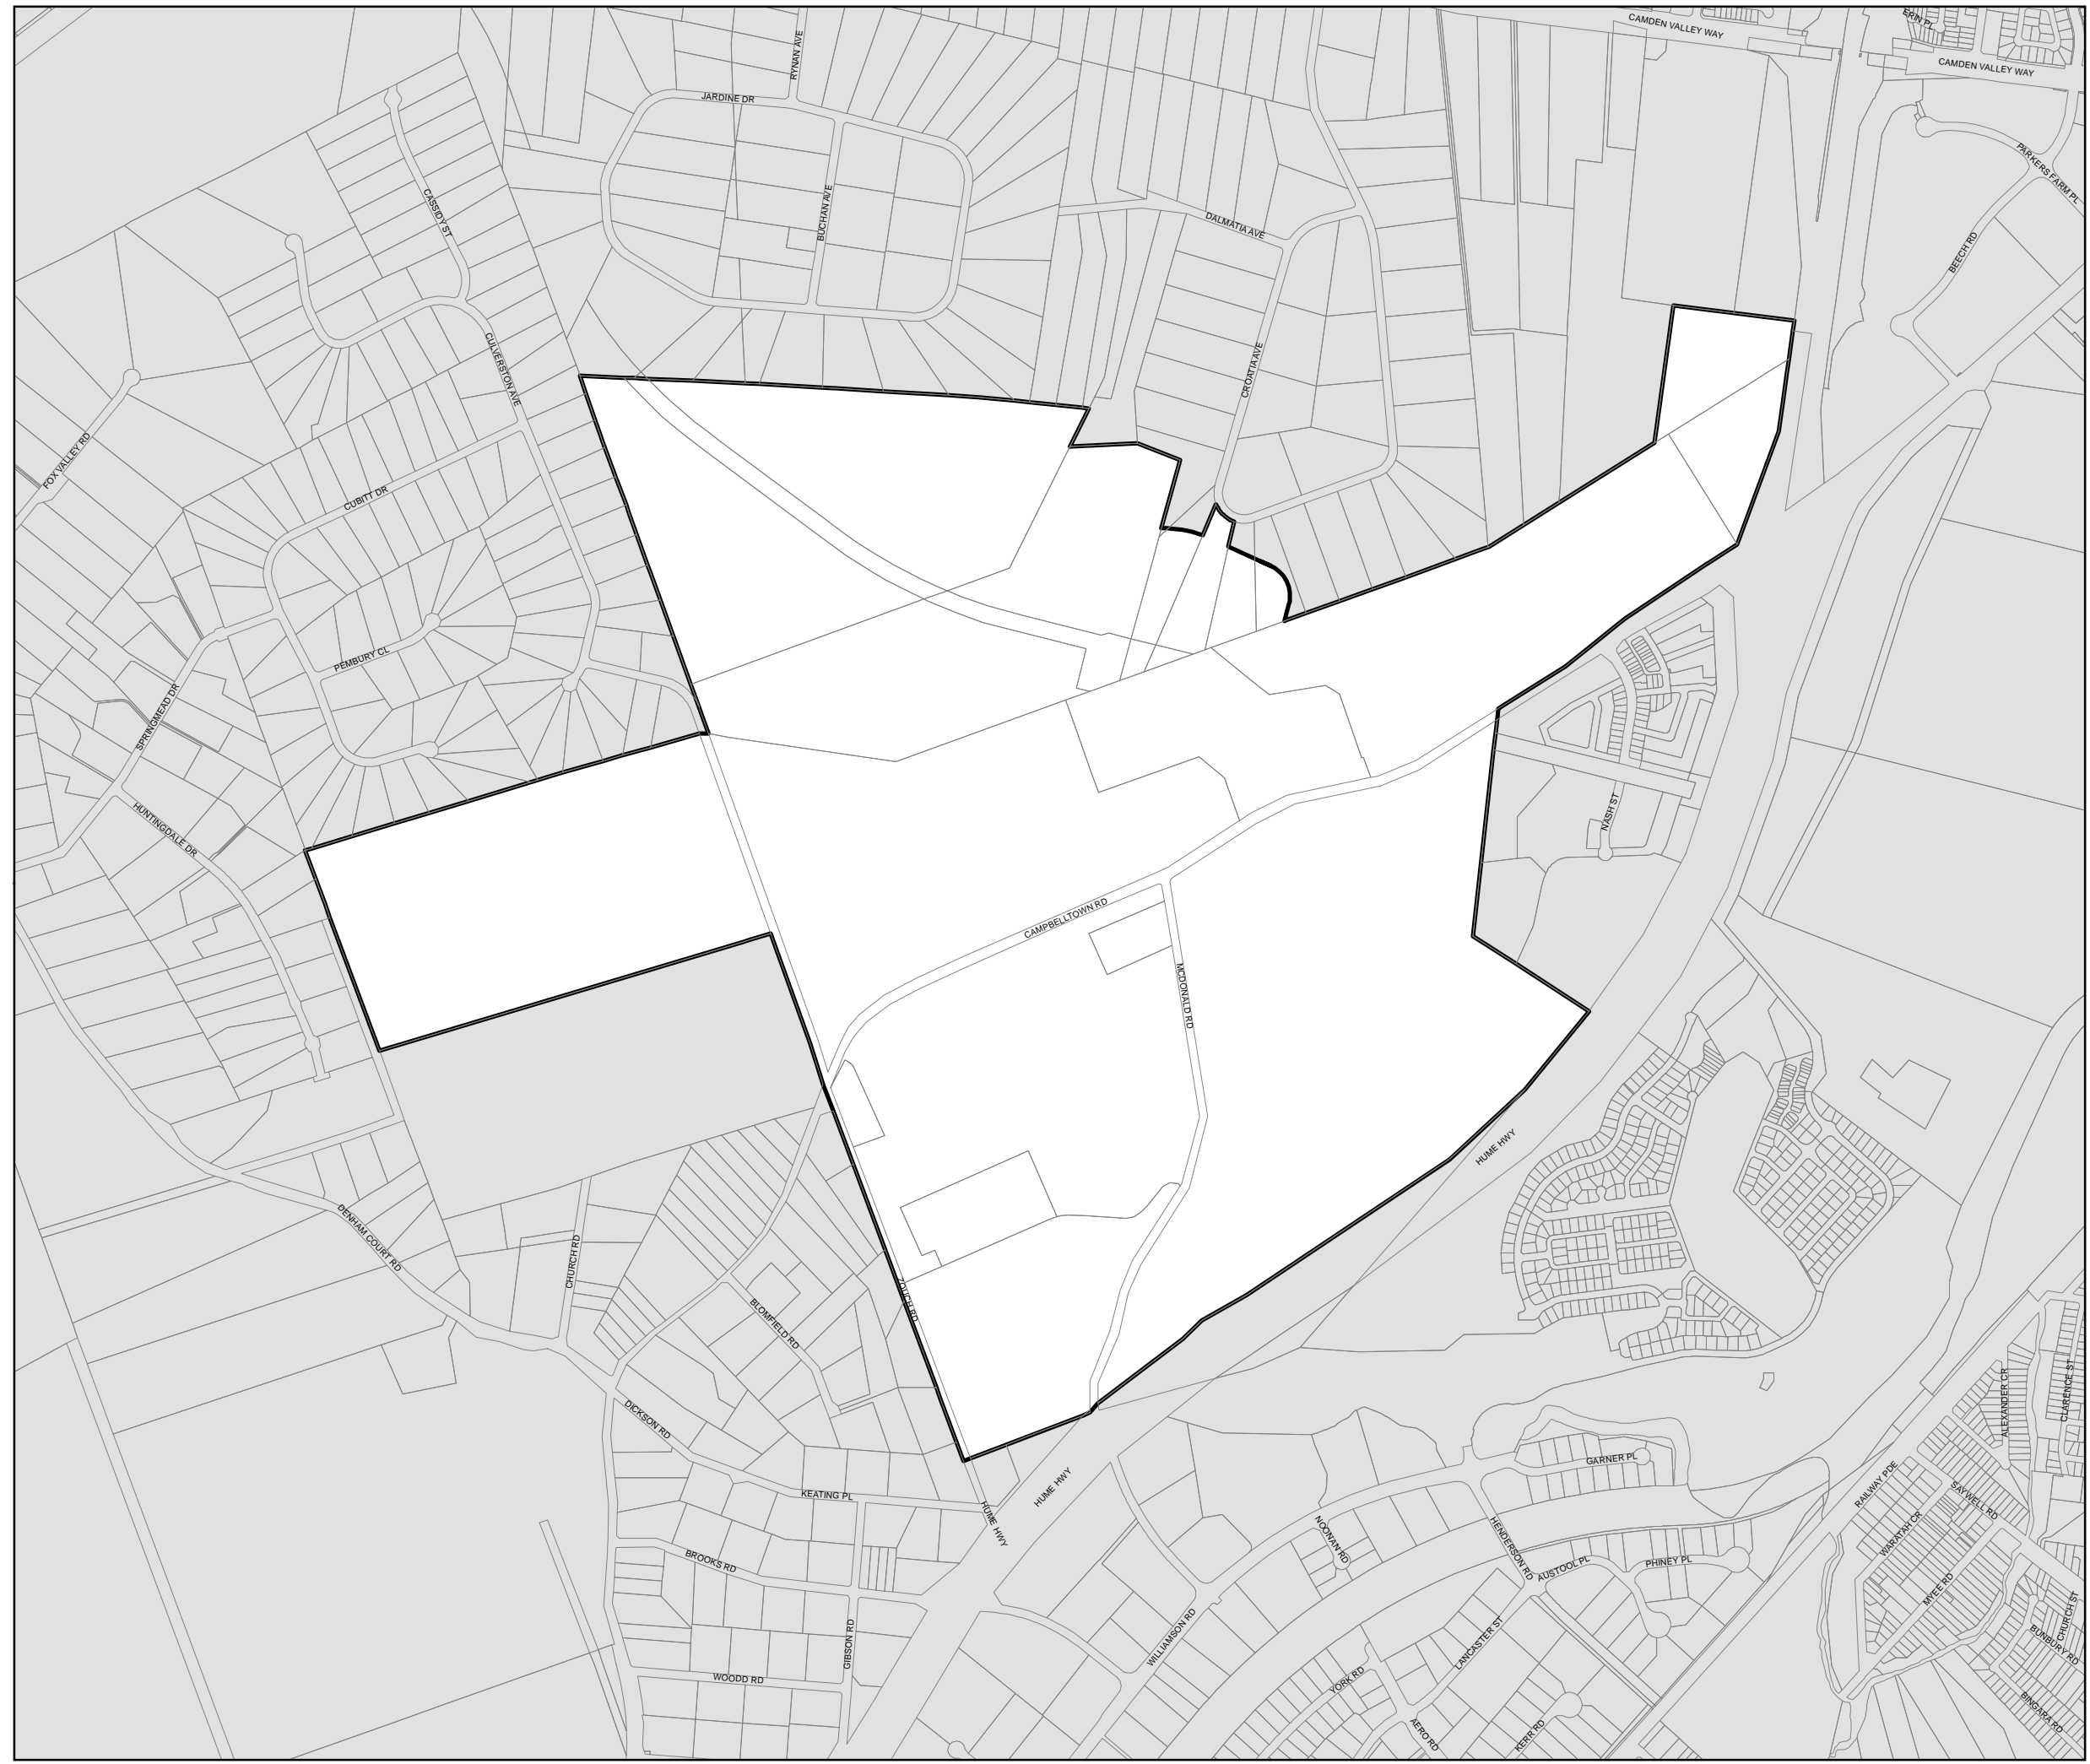 CAMDEN VALLEY WAY
ERIN PL
CAMDEN VALLEY WAY
RYNAN AVE
JARDINE DR
PARKERS FARM PL
CASSIDY ST
BUCHAN AVE
DALMATIA AVE
BEECH RD
CULVERSTON AVE
CROATIA AVE
FOX VALLEY RD
CUBITT DR
PEMBURY CL
SPRINGMEAD DR
HUNTINGDALE DR
NASH ST
CAMPBELLTOWN RD
MCDONALD RD
HUME HWY
DENHAM COURT RD
CHURCH RD
ZOUCH RD
BLOMFIELD RD
ALEXANDER CR
CLARENCE ST
DICKSON RD
GARNER PL
RAILWAY PDE
SAYWELL RD
KEATING PL
HUME HWY
HUME HWY
NOONAN RD
HENDERSON RD
WARATAH CR
BROOKS RD
AUSTOOL PL
PHINEY PL
MYEE RD
CHURCH ST
WILLIAMSON RD
LANCASTER ST
GIBSON RD
BUNBURY RD
WOODD RD
YORK RD
BINGARA RD
AERO RD
KERR RD